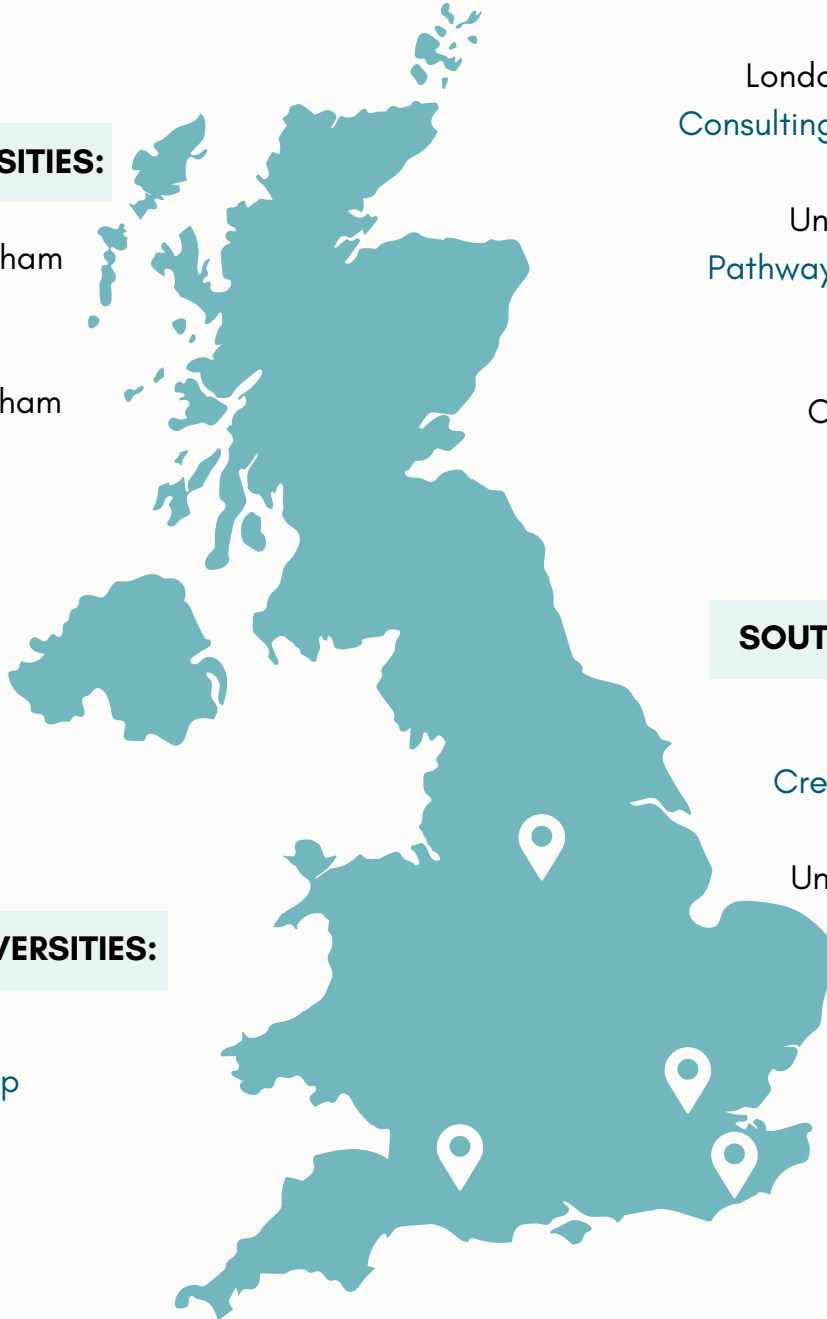 SITIES:
ham
ham
VERSITIES:
p
Londo
Consulting
Un
Pathway
C
SOUT
Cre
Un